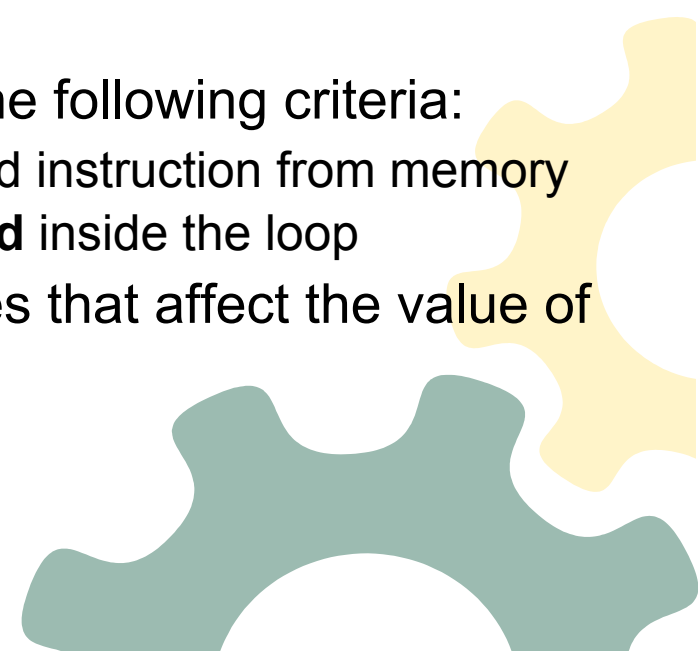 he following criteria:
d instruction from memory
d inside the loop
es that affect the value of